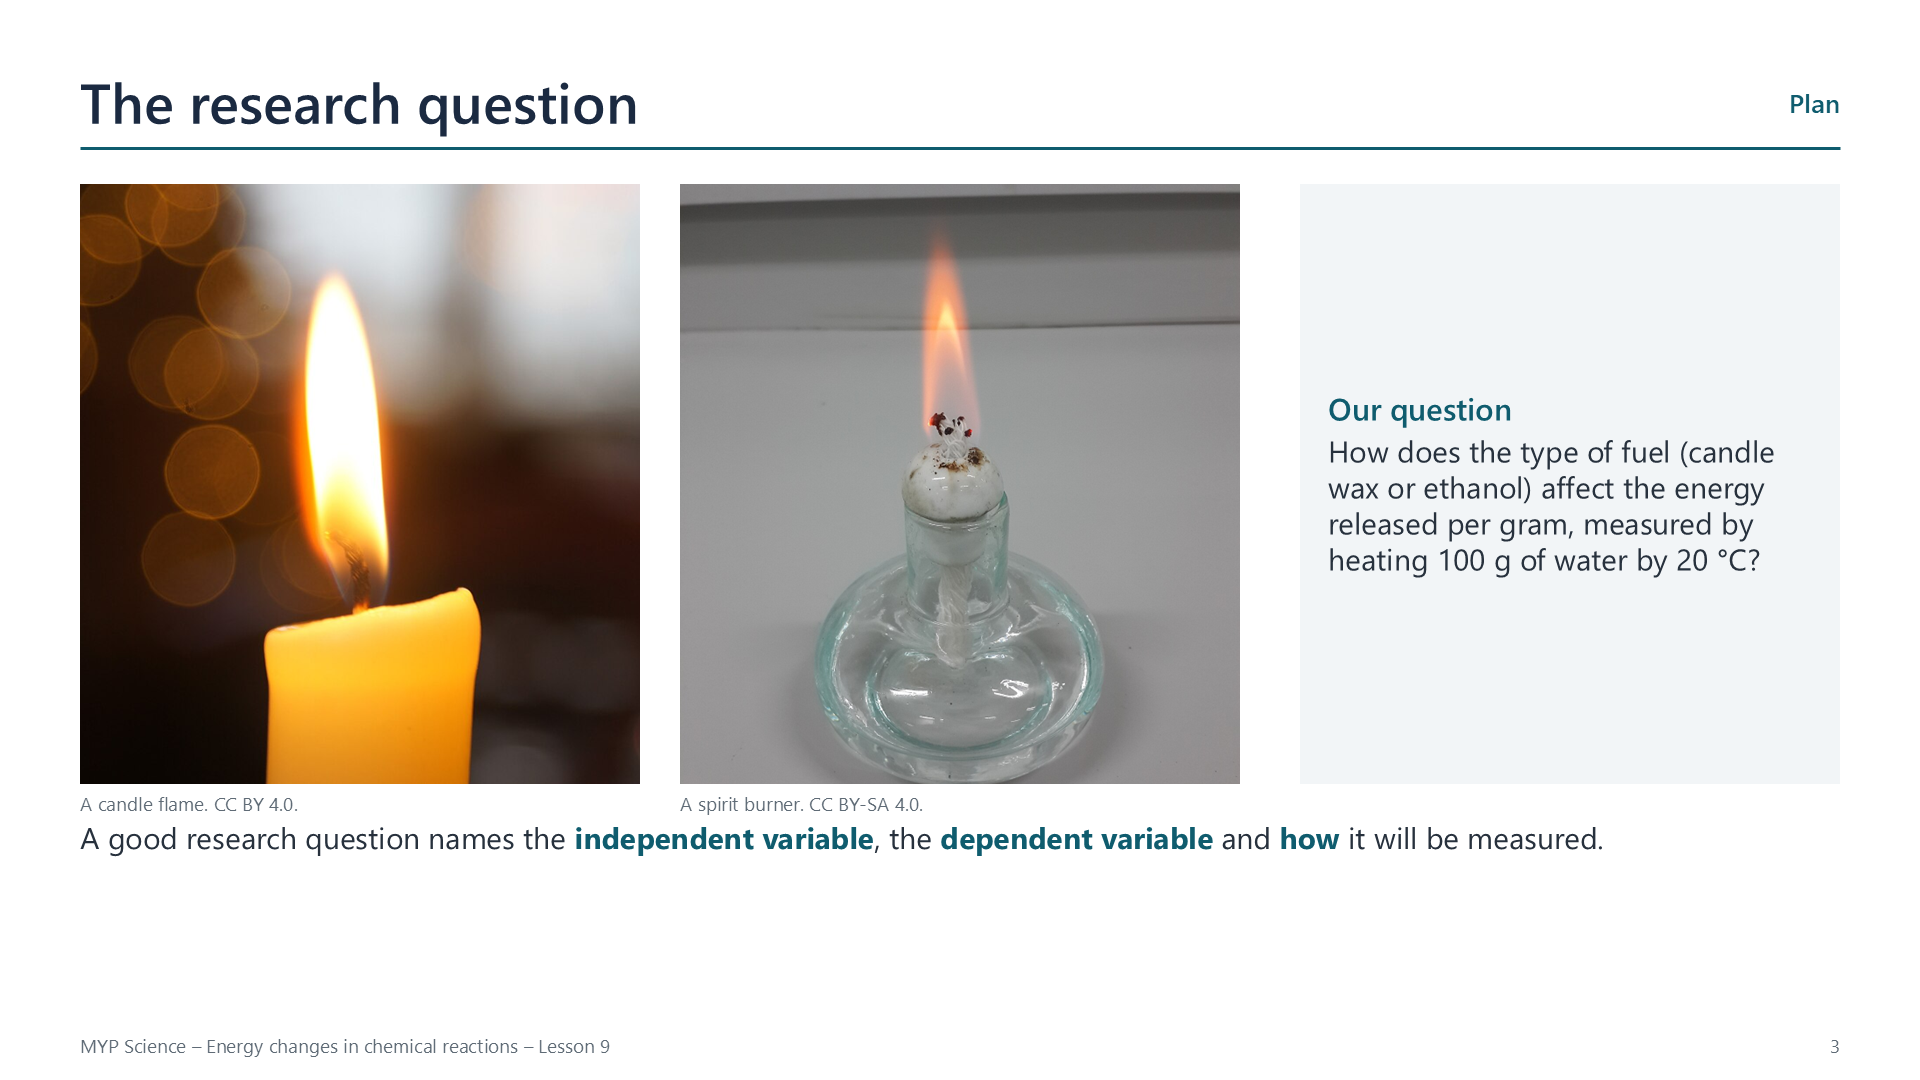 The research question
Plan
Our question
How does the type of fuel (candle
wax or ethanol) affect the energy
released per gram, measured by
heating 100 g of water by 20 °C?
A candle flame. CC BY 4.0.
A spirit burner. CC BY-SA 4.0.
A good research question names the independent variable, the dependent variable and how it will be measured.
MYP Science – Energy changes in chemical reactions – Lesson 9
3